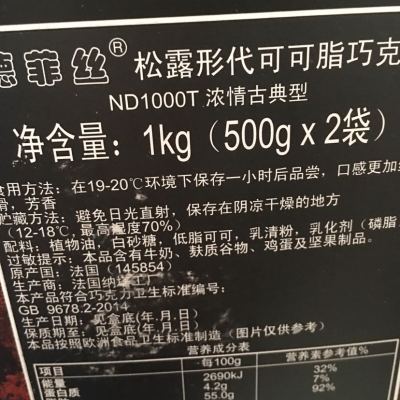 德菲丝® 松露形代可可脂巧克
ND1000T 浓情古典型
净含量：1kg（500g x 2袋）
食用方法：在19-20℃环境下保存一小时后品尝，口感更加
滑，芳香
贮藏方法：避免日光直射，保存在阴凉干燥的地方
(12-18℃，最高湿度70%)
配料：植物油，白砂糖，低脂可可，乳清粉，乳化剂（磷脂
过敏提示：本品含有牛奶、麸质谷物、鸡蛋及坚果制品。
原产国：法国（145854）
生产商：法国
本产品符合巧克力卫生标准编号：
GB 9678.2-2014
生产日期：见盒底(年.月.日)
保质期至：见盒底(年.月.日)
本品按照欧洲食品卫生标准制造（图片仅供参考）
营养成分表
项目 每100g 营养素参考值%
能量 2690kJ 32%
蛋白质 4.2g 7%
55.0g 92%